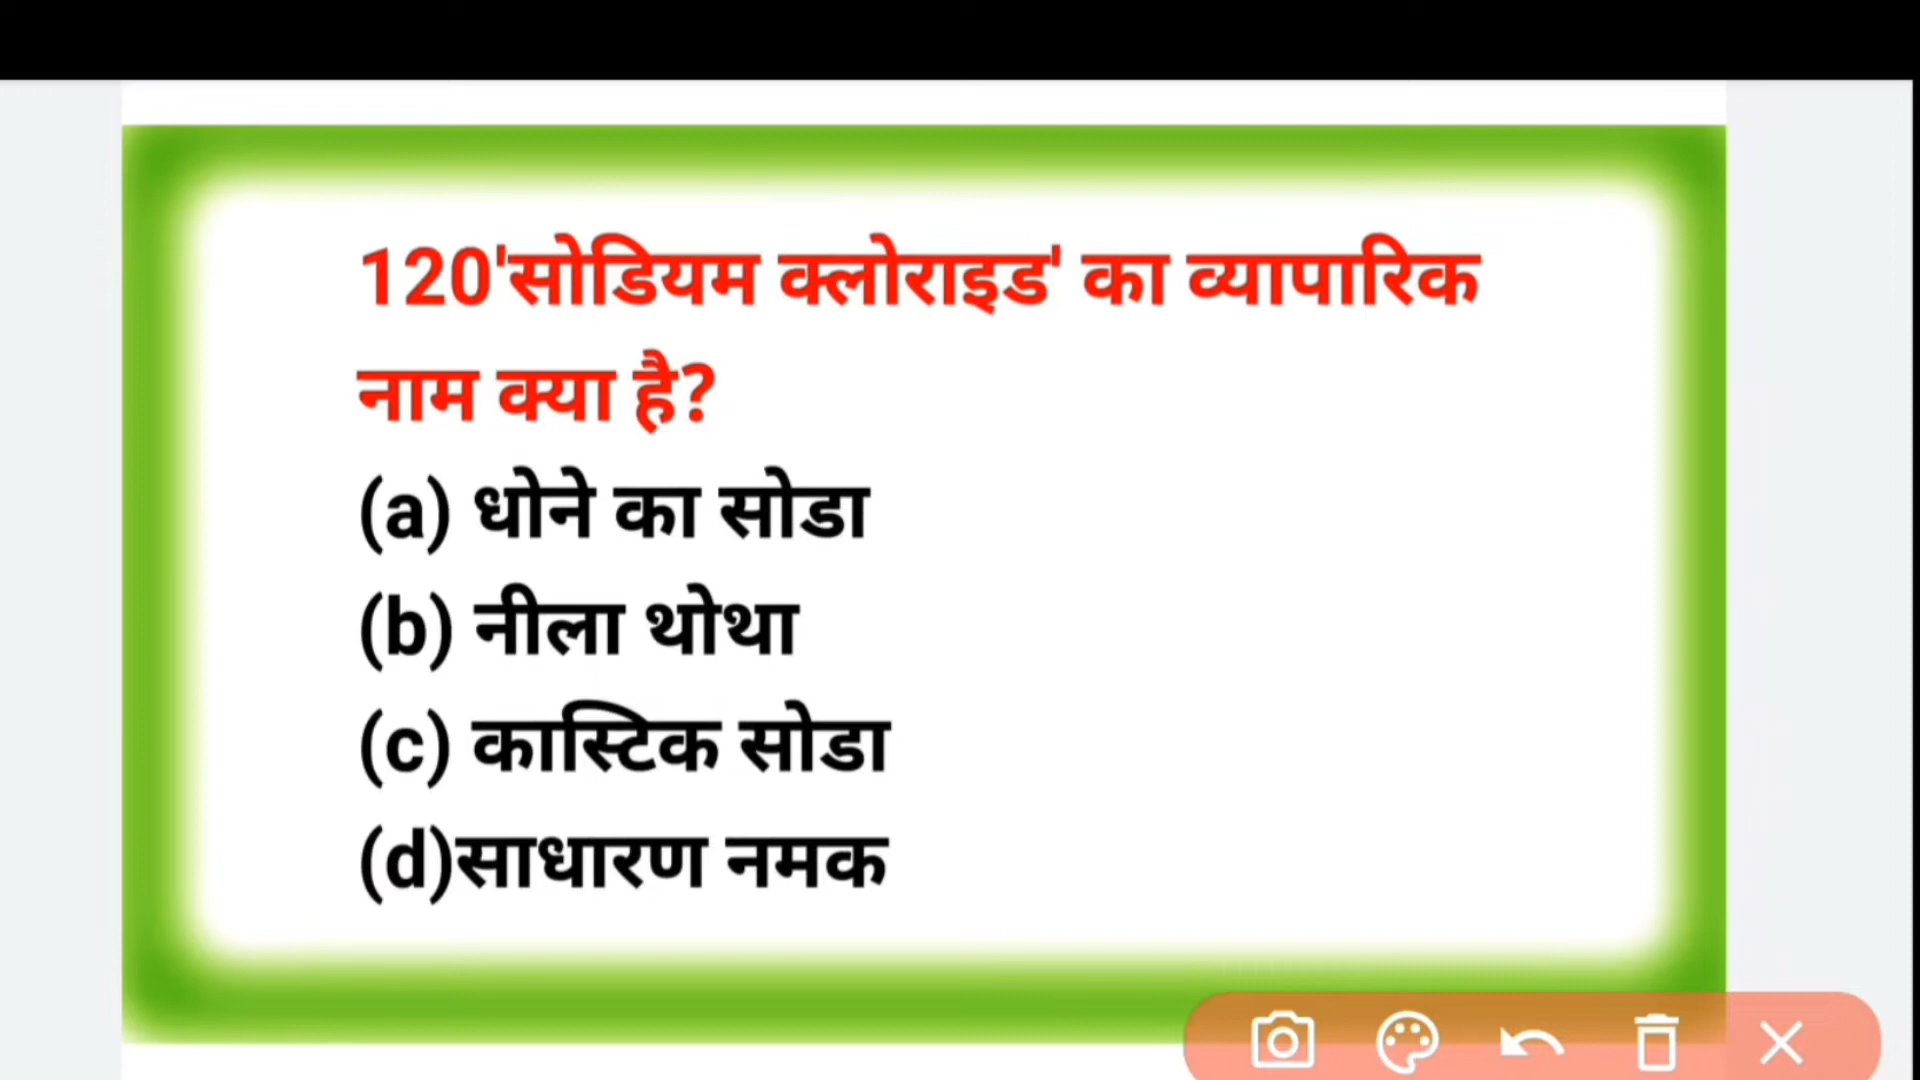 120'सोडियम क्लोराइड' का व्यापारिक
नाम क्या है?
(a) धोने का सोडा
(b) नीला थोथा
(c) कास्टिक सोडा
(d)साधारण नमक